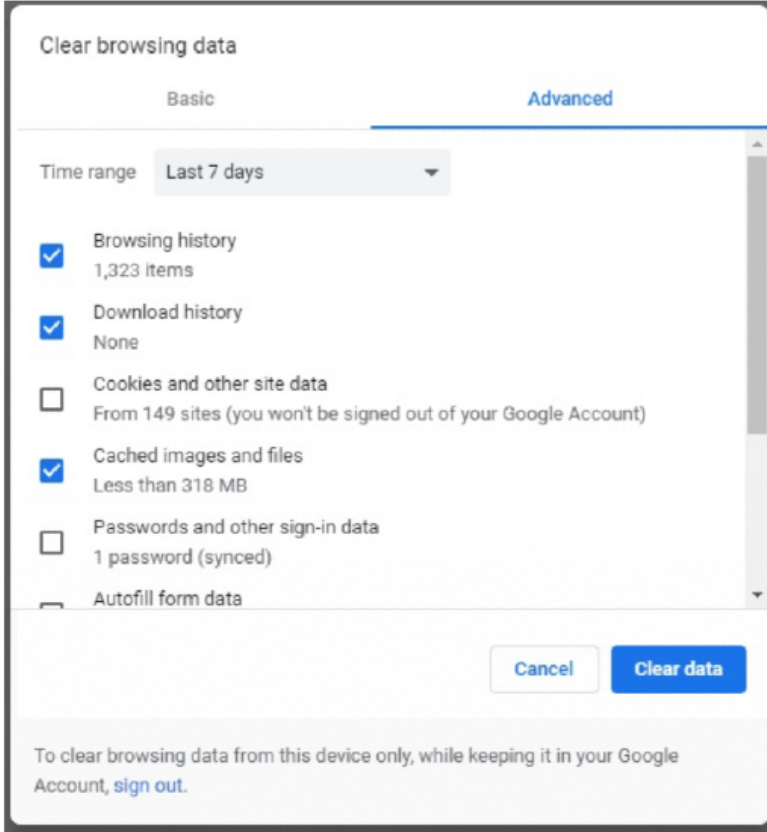 Clear browsing data
Basic
Advanced
Time range
Last 7 days
Browsing history
1,323 items
Download history
None
Cookies and other site data
From 149 sites (you won't be signed out of your Google Account)
Cached images and files
Less than 318 MB
Passwords and other sign-in data
1 password (synced)
Autofill form data
Cancel
Clear data
To clear browsing data from this device only, while keeping it in your Google
Account, sign out.